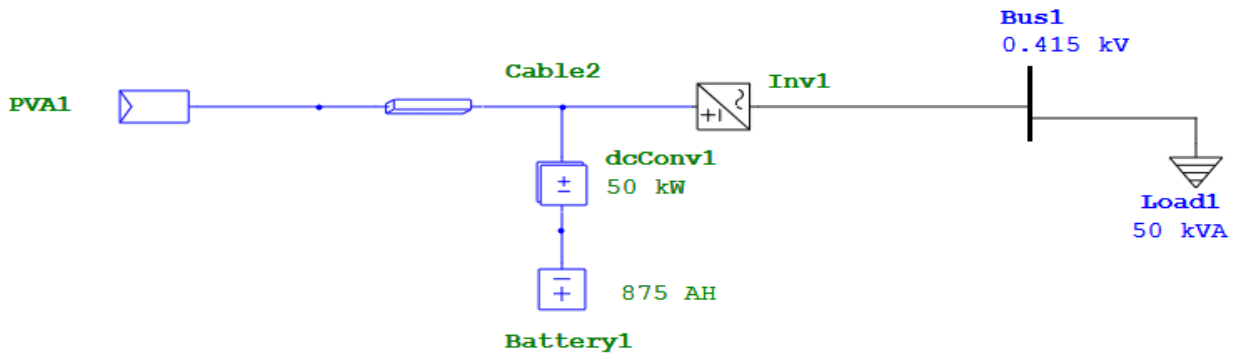 Bus1
0.415 kV
Cable2
Inv1
PVA1
dcConv1
50 kW
Load1
50 kVA
875 AH
Battery1